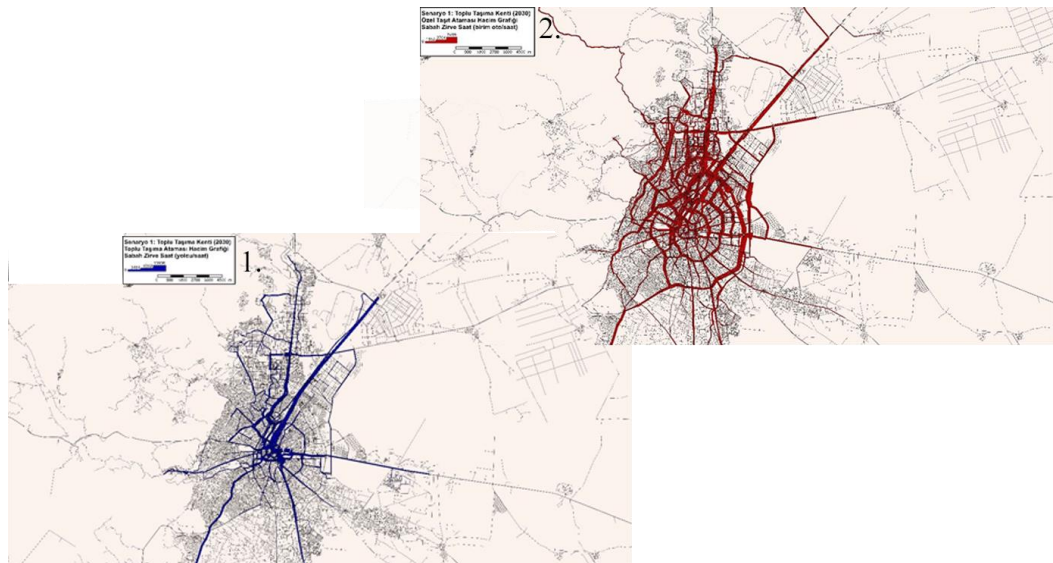 Senaryo 1: Toplu Taşıma Kenti (2030)
Özel Taşıt Ataması Hacim Grafiği
Sabah Zirve Saat (birim oto/saat)
2.
Senaryo 1: Toplu Taşıma Kenti (2030)
Toplu Taşıma Ataması Hacim Grafiği
Sabah Zirve Saat (yolcu/saat)
1.